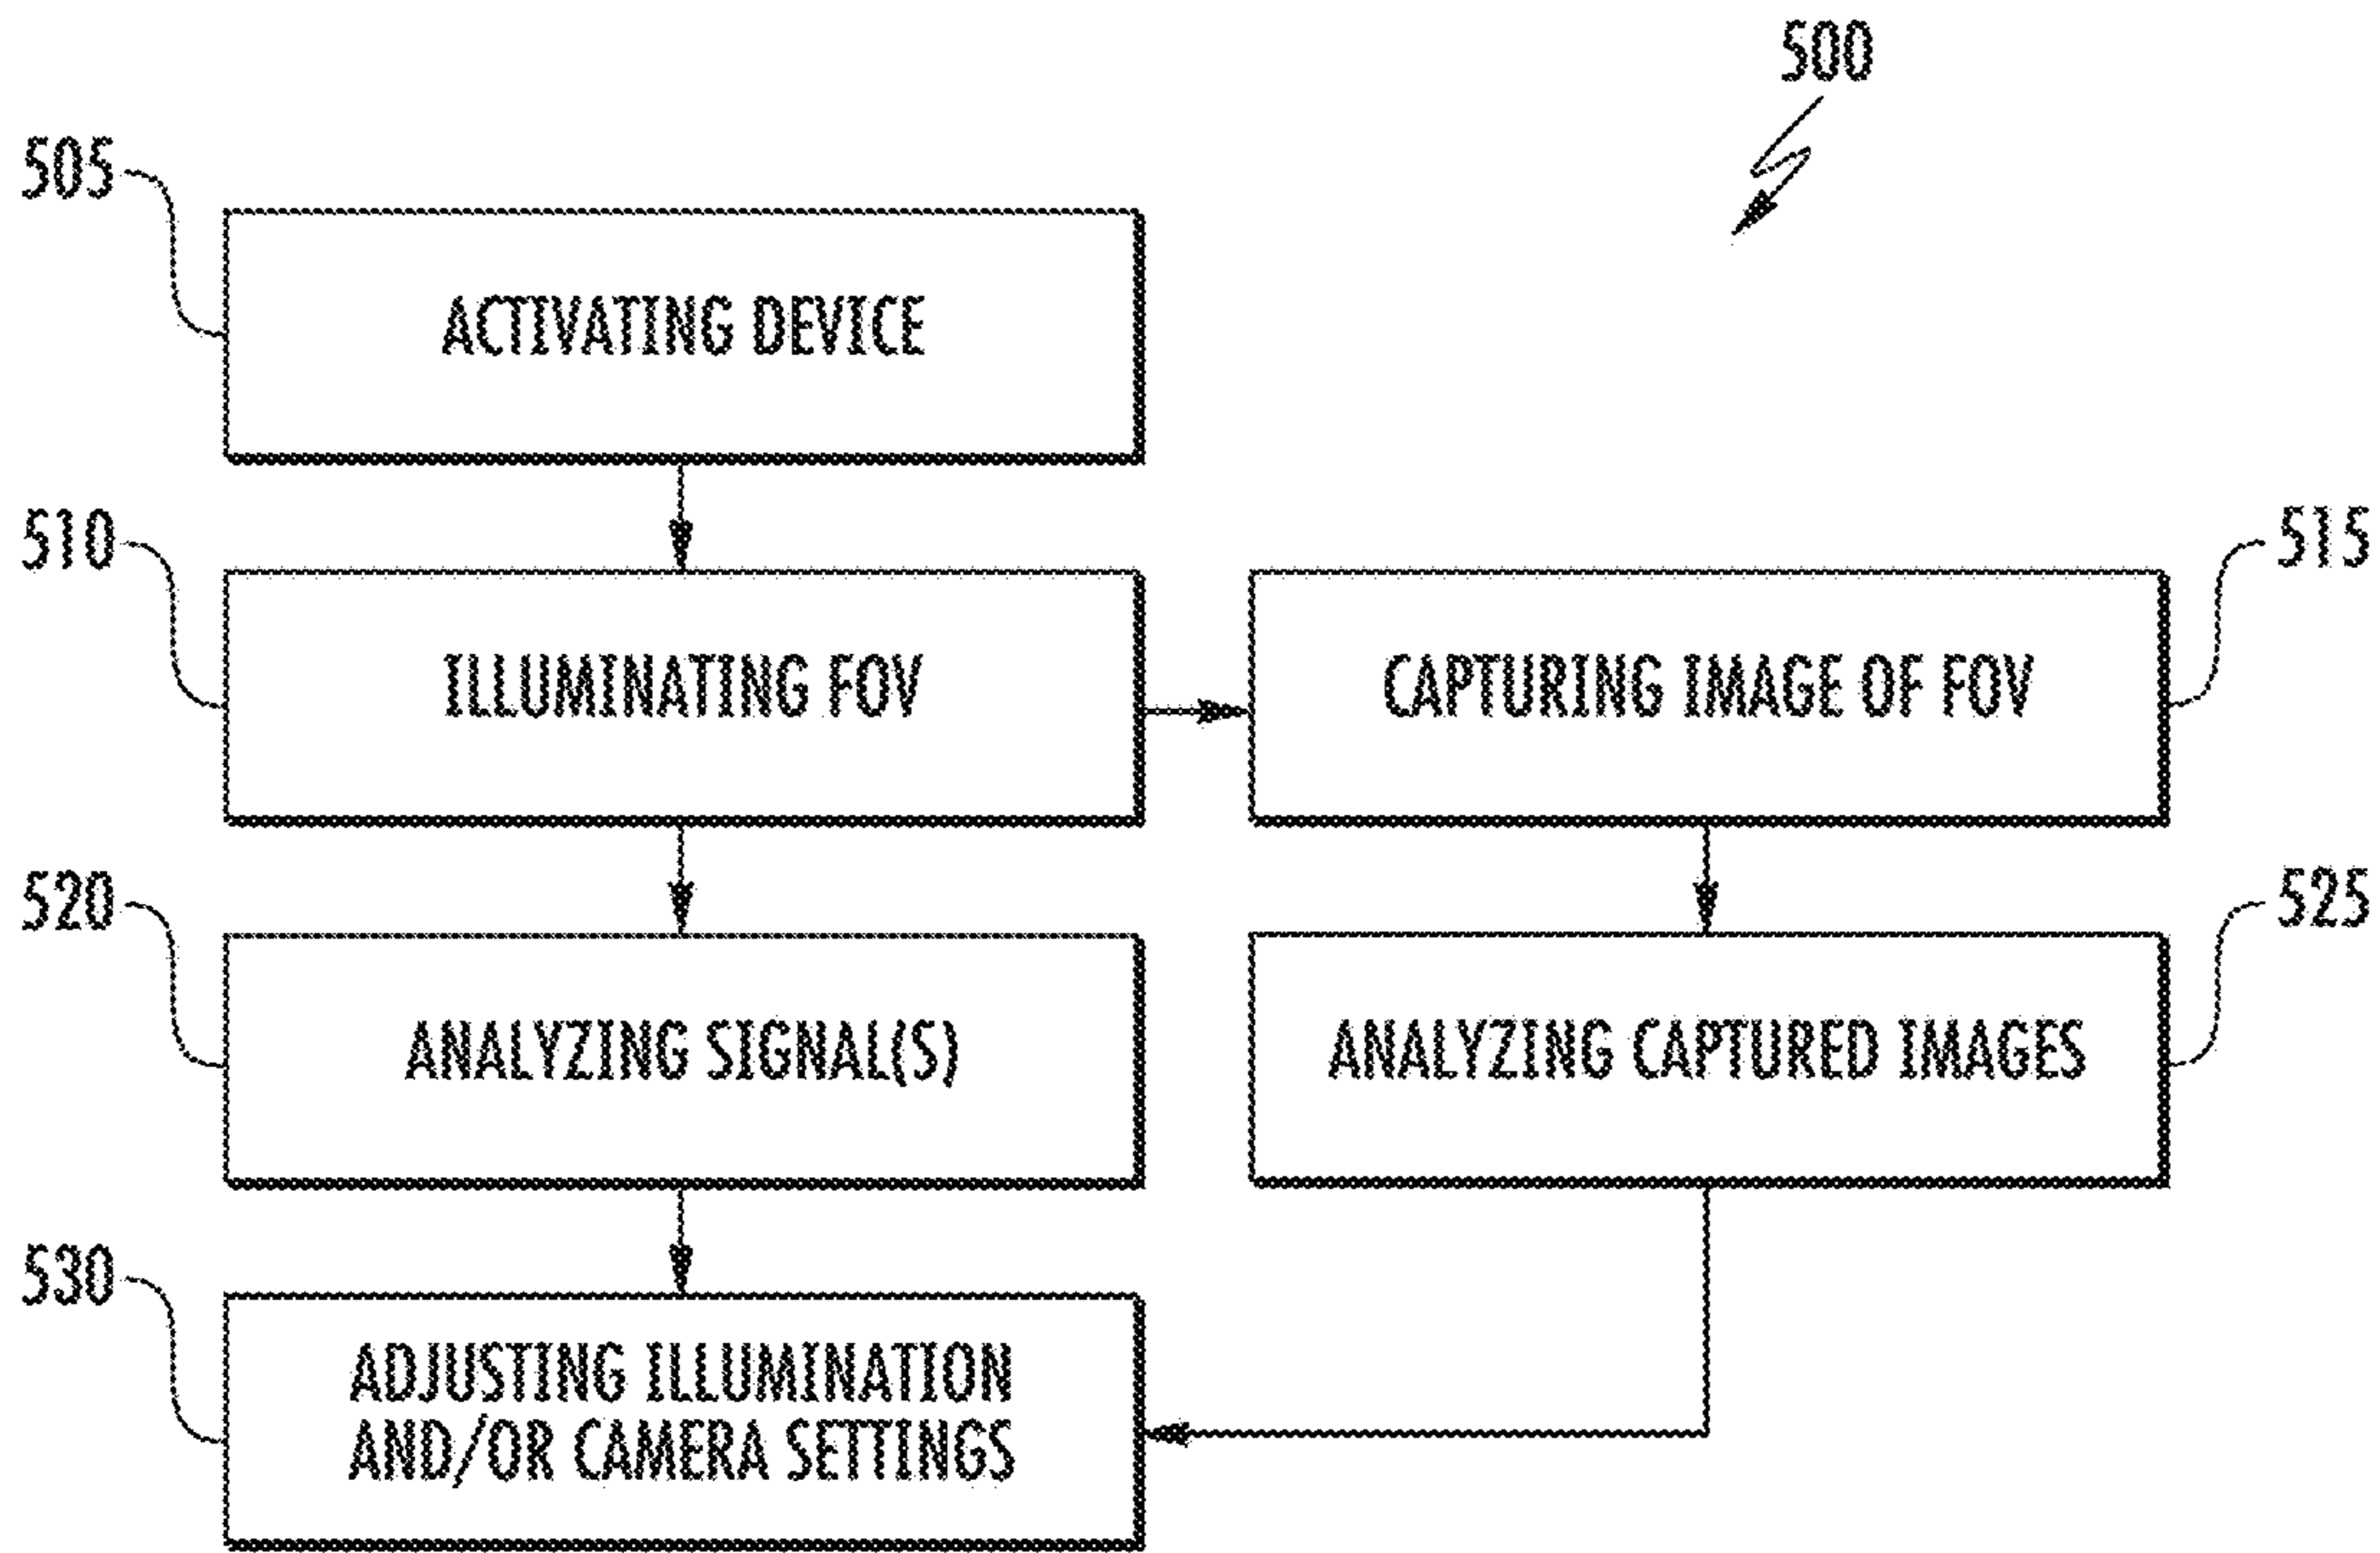 500
505
ACTIVATING DEVICE
510
ILLUMINATING FOV
515
CAPTURING IMAGE OF FOV
520
ANALYZING SIGNAL(S)
525
ANALYZING CAPTURED IMAGES
530
ADJUSTING ILLUMINATION
AND/OR CAMERA SETTINGS